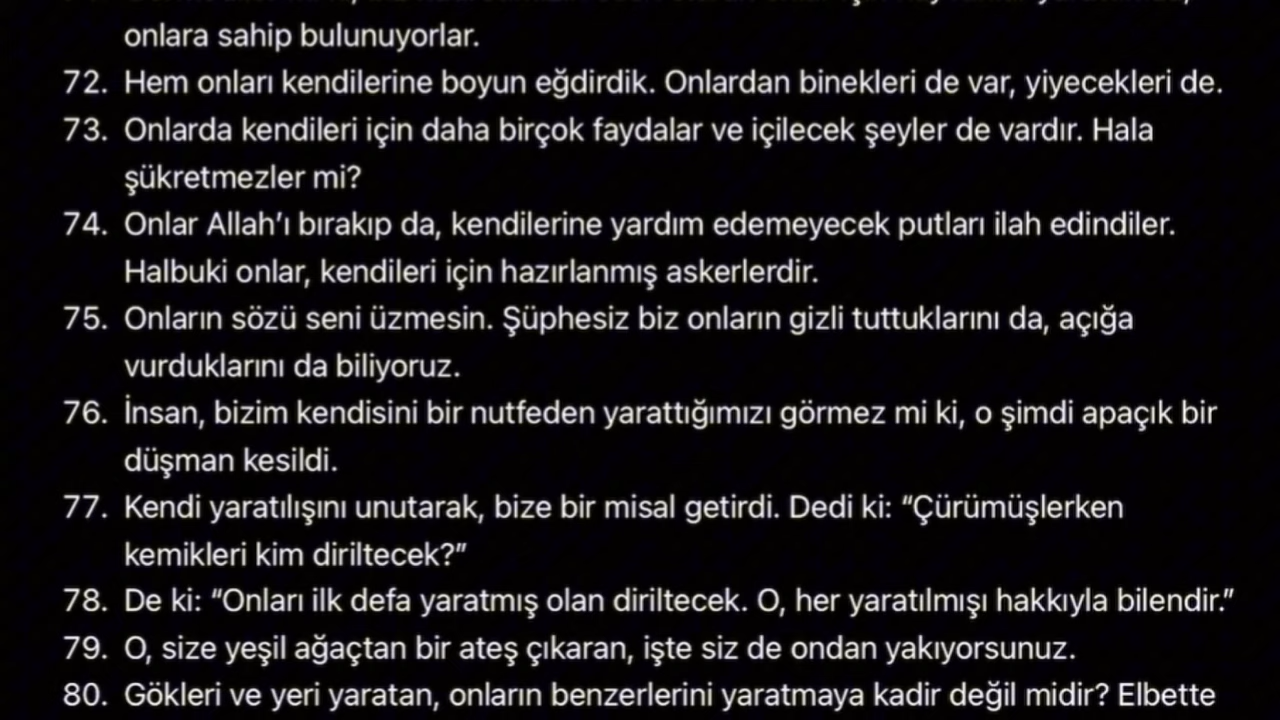 onlara sahip bulunuyorlar.
72. Hem onları kendilerine boyun eğdirdik. Onlardan binekleri de var, yiyecekleri de.
73. Onlarda kendileri için daha birçok faydalar ve içilecek şeyler de vardır. Hala
şükretmezler mi?
74. Onlar Allah’ı bırakıp da, kendilerine yardım edemeyecek putları ilah edindiler.
Halbuki onlar, kendileri için hazırlanmış askerlerdir.
75. Onların sözü seni üzmesin. Şüphesiz biz onların gizli tuttuklarını da, açığa
vurduklarını da biliyoruz.
76. İnsan, bizim kendisini bir nutfeden yarattığımızı görmez mi ki, o şimdi apaçık bir
düşman kesildi.
77. Kendi yaratılışını unutarak, bize bir misal getirdi. Dedi ki: “Çürümüşlerken
kemikleri kim diriltecek?”
78. De ki: “Onları ilk defa yaratmış olan diriltecek. O, her yaratılmışı hakkıyla bilendir.”
79. O, size yeşil ağaçtan bir ateş çıkaran, işte siz de ondan yakıyorsunuz.
80. Gökleri ve yeri yaratan, onların benzerlerini yaratmaya kadir değil midir? Elbette